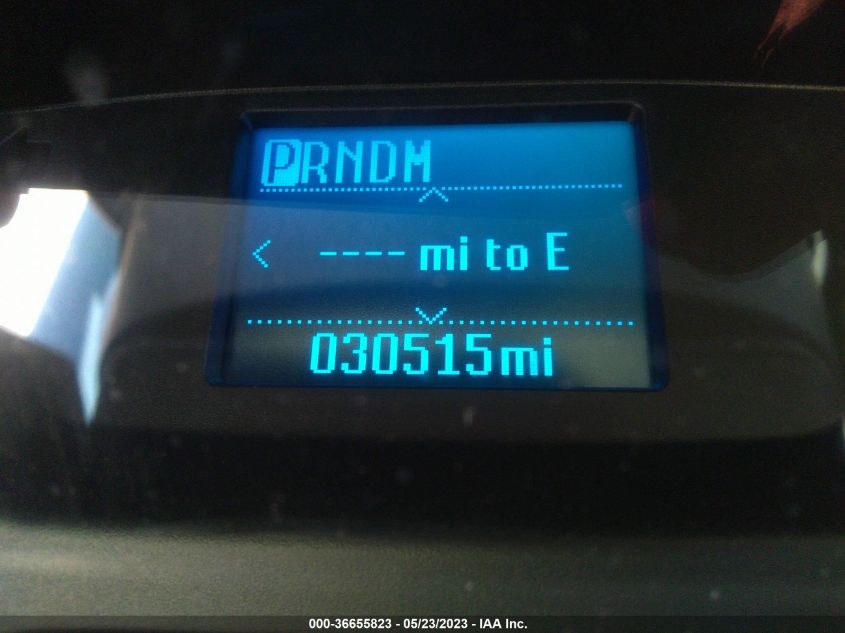 PRNDM
---- mi to E
030515mi
000-36655823 - 05/23/2023 - IAA Inc.